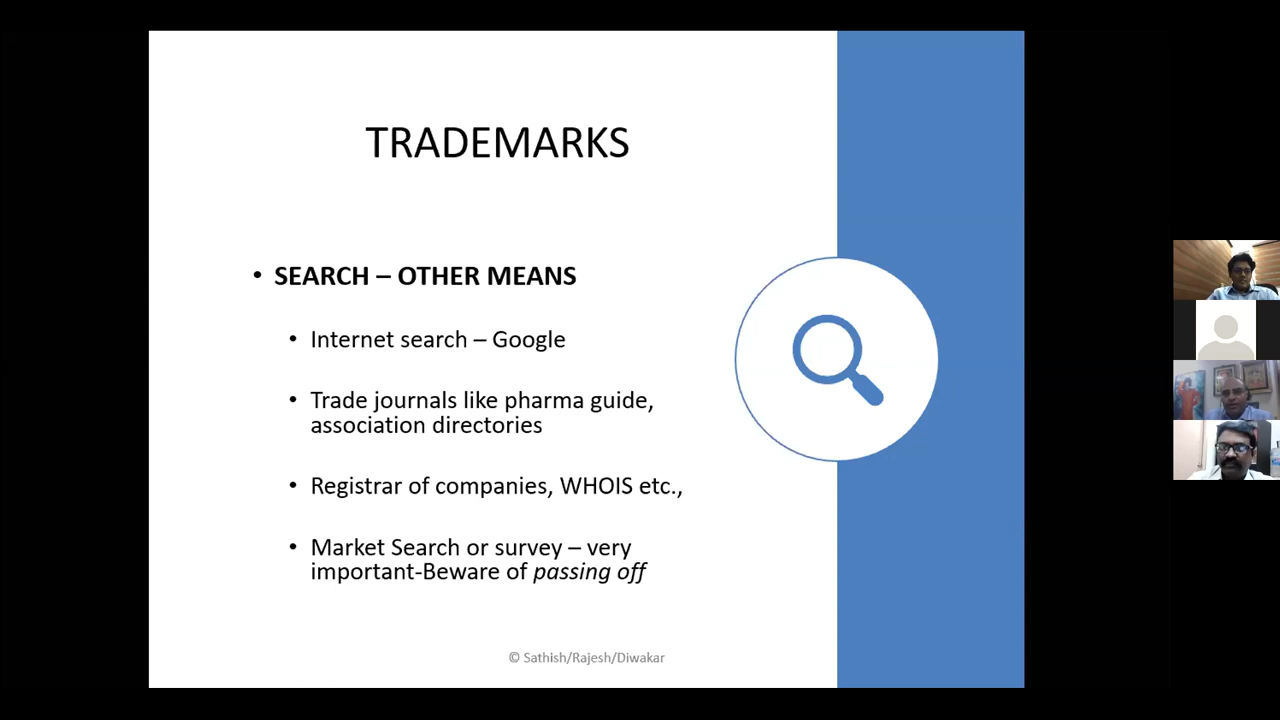 TRADEMARKS
• SEARCH – OTHER MEANS
• Internet search – Google
• Trade journals like pharma guide,
association directories
• Registrar of companies, WHOIS etc.,
• Market Search or survey – very
important-Beware of passing off
© Sathish/Rajesh/Diwakar